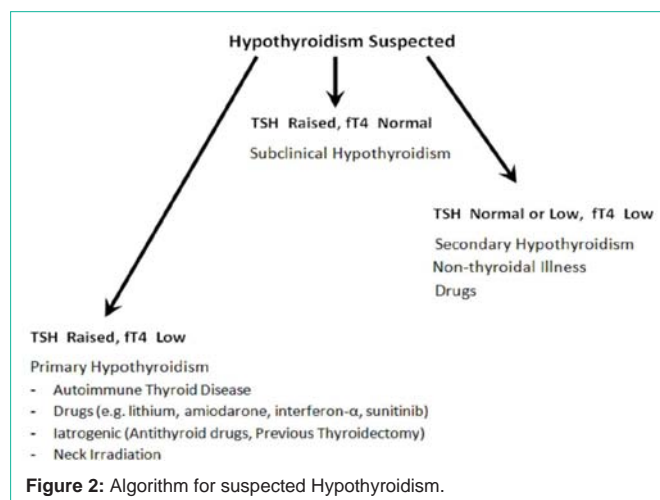 Hypothyroidism Suspected
TSH Raised, fT4 Normal
Subclinical Hypothyroidism
TSH Normal or Low, fT4 Low
Secondary Hypothyroidism
Non-thyroidal Illness
Drugs
TSH Raised, fT4 Low
Primary Hypothyroidism
- Autoimmune Thyroid Disease
- Drugs (e.g. lithium, amiodarone, interferon-α, sunitinib)
- Iatrogenic (Antithyroid drugs, Previous Thyroidectomy)
- Neck Irradiation
Figure 2: Algorithm for suspected Hypothyroidism.